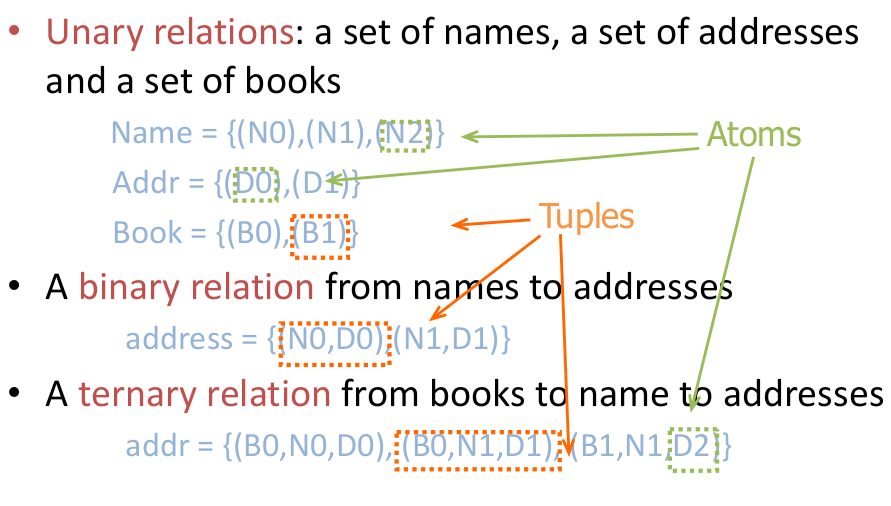 • Unary relations: a set of names, a set of addresses
and a set of books
Name = {(N0),(N1),(N2)}
Atoms
Addr = {(D0),(D1)}
Tuples
Book = {(B0),(B1)}
• A binary relation from names to addresses
address = {(N0,D0),(N1,D1)}
• A ternary relation from books to name to addresses
addr = {(B0,N0,D0), (B0,N1,D1), (B1,N1,D2)}